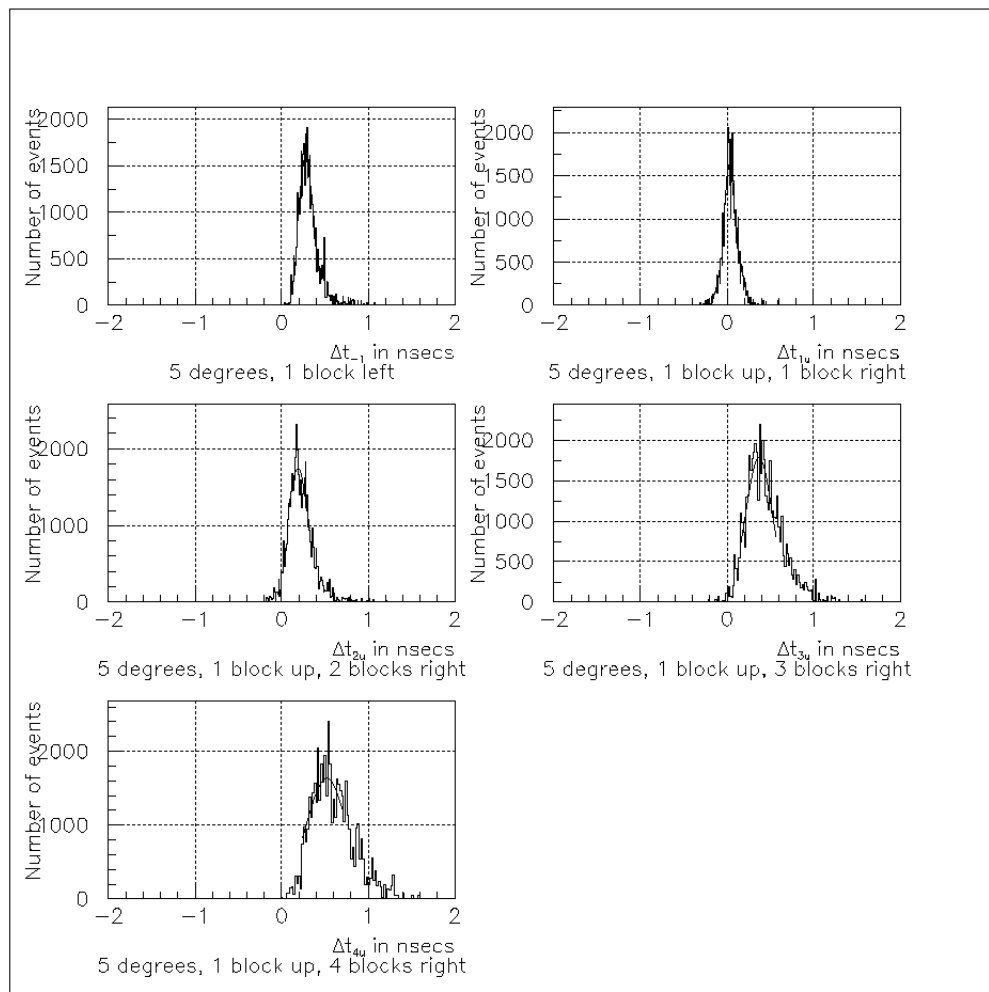 Number of events
2000
1500
1000
500
0
−2 −1 0 1 2
Δt₋₁ in nsecs
5 degrees, 1 block left
Number of events
2000
1500
1000
500
0
−2 −1 0 1 2
Δt₁ᵤ in nsecs
5 degrees, 1 block up, 1 block right
Number of events
2000
1000
0
−2 −1 0 1 2
Δt₂ᵤ in nsecs
5 degrees, 1 block up, 2 blocks right
Number of events
2000
1500
1000
500
0
−2 −1 0 1 2
Δt₃ᵤ in nsecs
5 degrees, 1 block up, 3 blocks right
Number of events
2000
1000
0
−2 −1 0 1 2
Δt₄ᵤ in nsecs
5 degrees, 1 block up, 4 blocks right